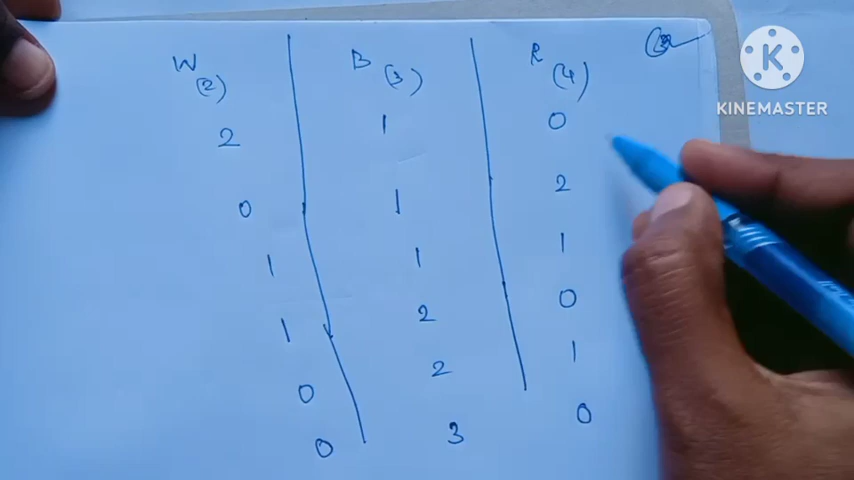 W (2) B (3) R (4)
2 1 0
0 1 2
1 1 1
1 2 0
0 2 1
0 3 0
K
KINEMASTER